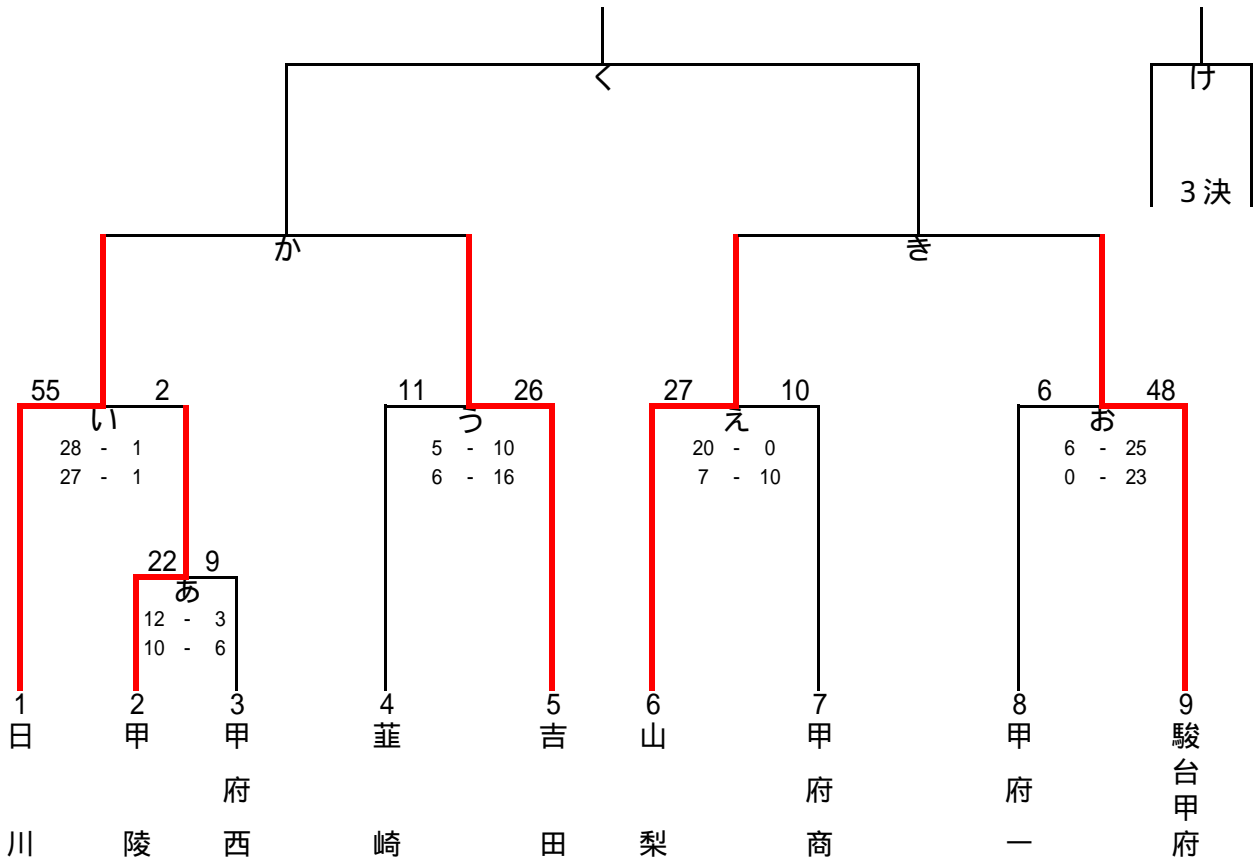 く
け
3決
か
き
55 2
い
28 - 1
27 - 1
11 26
う
5 - 10
6 - 16
27 10
え
20 - 0
7 - 10
6 48
お
6 - 25
0 - 23
22 9
あ
12 - 3
10 - 6
1
日川
2
甲陵
3
甲府西
4
韮崎
5
吉田
6
山梨
7
甲府商
8
甲府一
9
駿台甲府